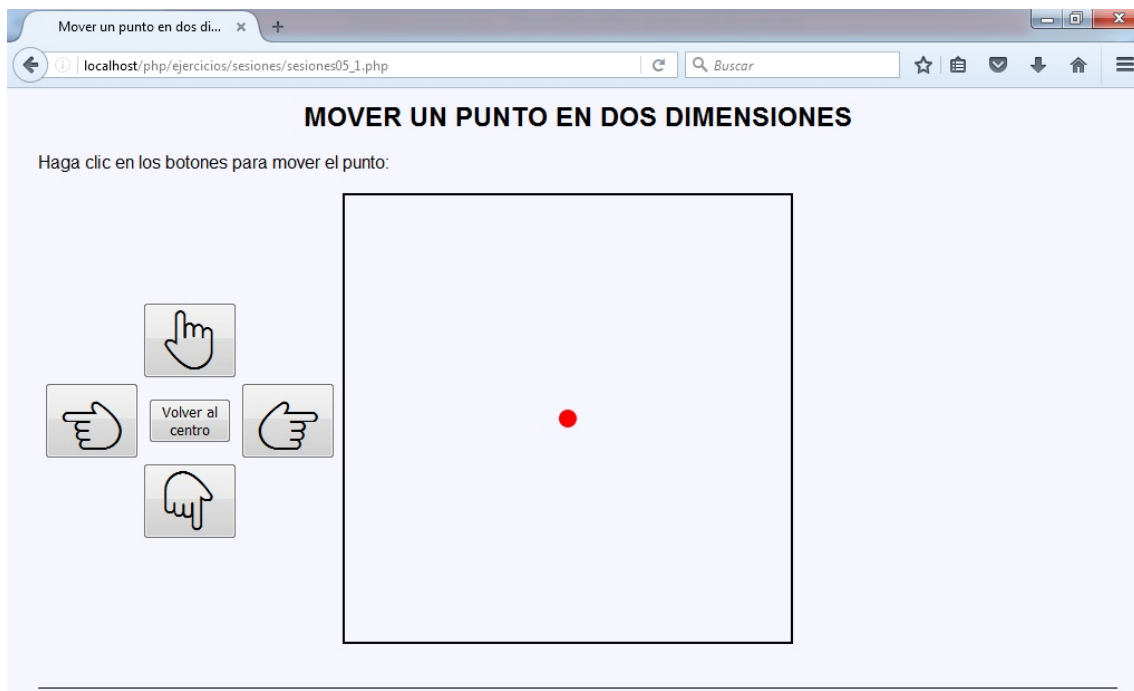 Mover un punto en dos di...
localhost/php/ejercicios/sesiones/sesiones05_1.php
Buscar
MOVER UN PUNTO EN DOS DIMENSIONES
Haga clic en los botones para mover el punto:
Volver al
centro